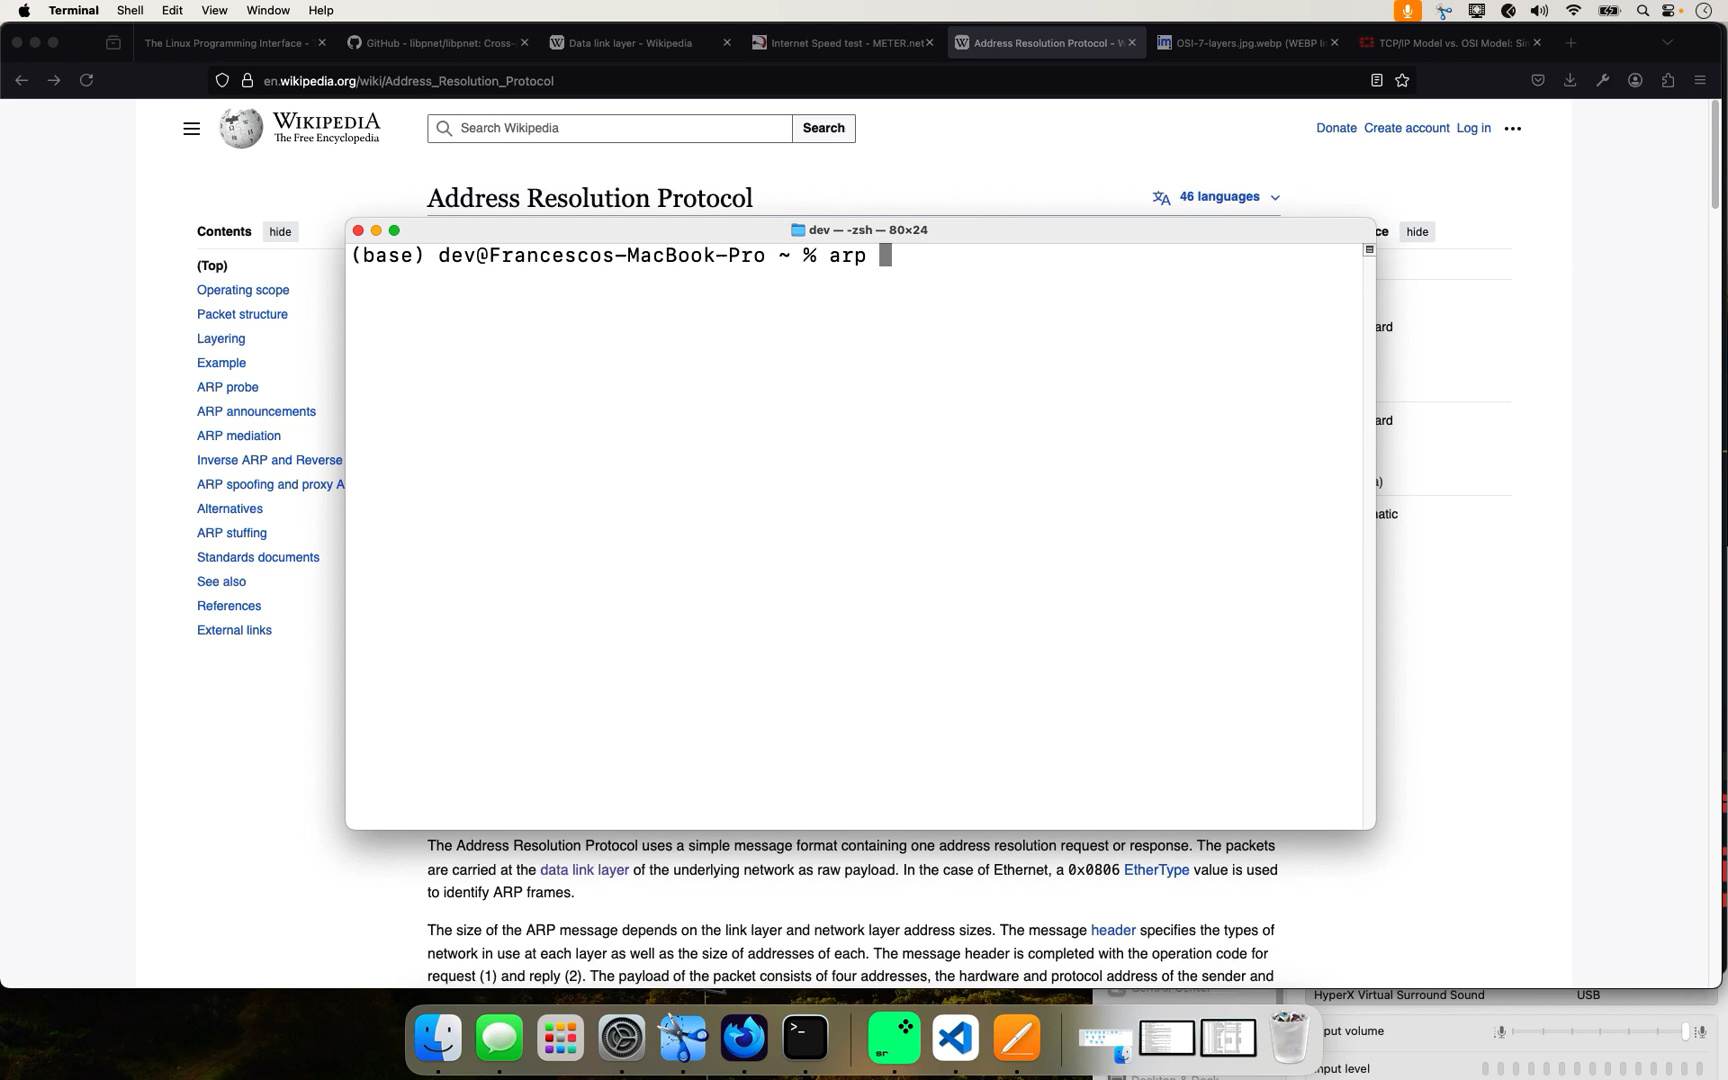 Terminal Shell Edit View Window Help
The Linux Programming Interface -
GitHub - libpnet/libpnet: Cross-
Data link layer - Wikipedia
Internet Speed test - METER.net
Address Resolution Protocol - W
OSI-7-layers.jpg.webp (WEBP In
TCP/IP Model vs. OSI Model: Si
en.wikipedia.org/wiki/Address_Resolution_Protocol
WIKIPEDIA
The Free Encyclopedia
Search Wikipedia
Search
Donate Create account Log in
Address Resolution Protocol
46 languages
Contents hide
(Top)
Operating scope
Packet structure
Layering
Example
ARP probe
ARP announcements
ARP mediation
Inverse ARP and Reverse
ARP spoofing and proxy A
Alternatives
ARP stuffing
Standards documents
See also
References
External links
dev — -zsh — 80×24
(base) dev@Francescos-MacBook-Pro ~ % arp
ce hide
ard
ard
a)
natic
The Address Resolution Protocol uses a simple message format containing one address resolution request or response. The packets
are carried at the data link layer of the underlying network as raw payload. In the case of Ethernet, a 0x0806 EtherType value is used
to identify ARP frames.
The size of the ARP message depends on the link layer and network layer address sizes. The message header specifies the types of
network in use at each layer as well as the size of addresses of each. The message header is completed with the operation code for
request (1) and reply (2). The payload of the packet consists of four addresses, the hardware and protocol address of the sender and
HyperX Virtual Surround Sound USB
nput volume
nput level
>_
sr